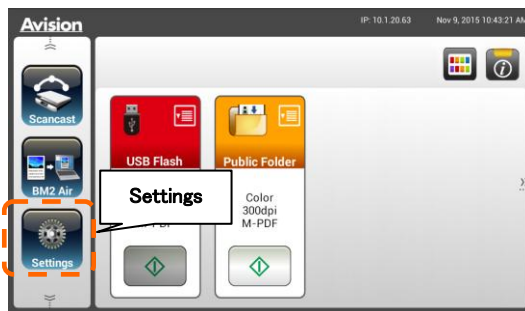 Avision
IP: 10.1.20.63
Nov 9, 2015 10:43:21 AM
Scancast
BM2 Air
Settings
USB Flash
Public Folder
Settings
Color
300dpi
M-PDF